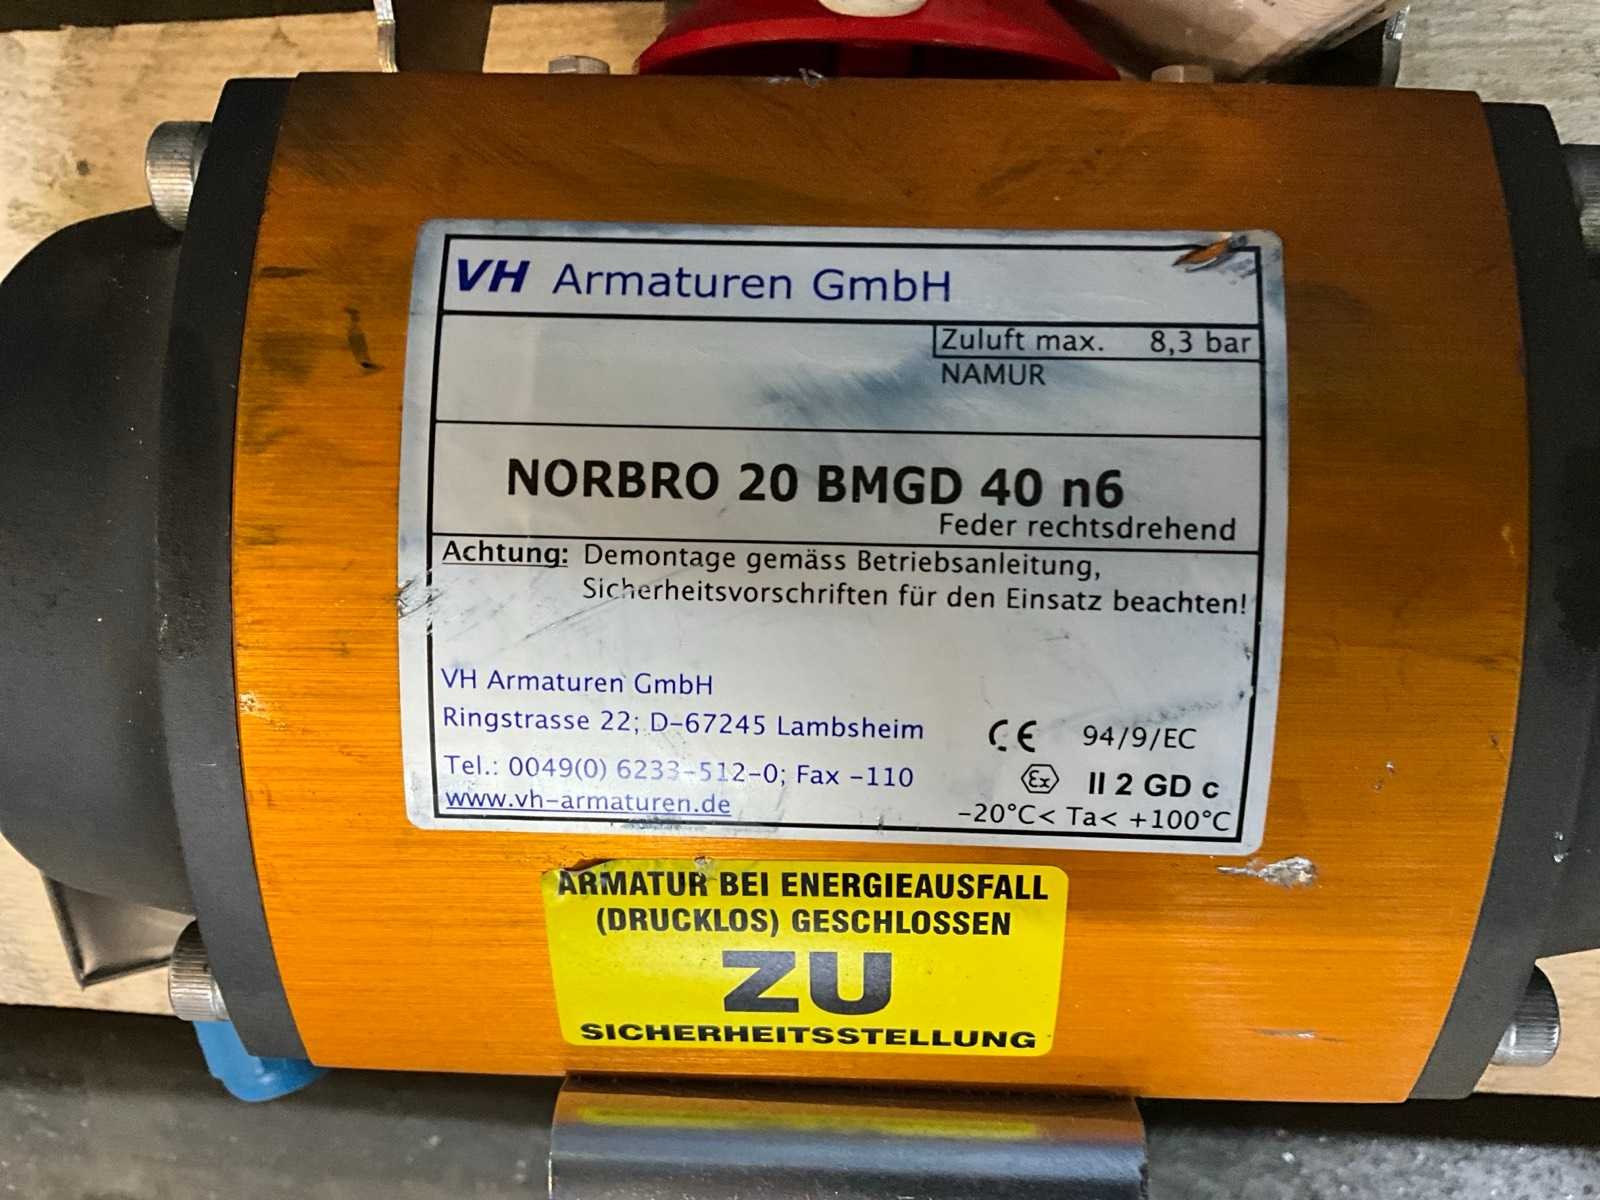 VH Armaturen GmbH
Zuluft max. 8,3 bar
NAMUR
NORBRO 20 BMGD 40 n6
Feder rechtsdrehend
Achtung: Demontage gemäss Betriebsanleitung,
Sicherheitsvorschriften für den Einsatz beachten!
VH Armaturen GmbH
Ringstrasse 22; D-67245 Lambsheim
Tel.: 0049(0) 6233-512-0; Fax -110
www.vh-armaturen.de
CE 94/9/EC
Ex II 2 GD c
-20°C< Ta< +100°C
ARMATUR BEI ENERGIEAUSFALL
(DRUCKLOS) GESCHLOSSEN
ZU
SICHERHEITSSTELLUNG